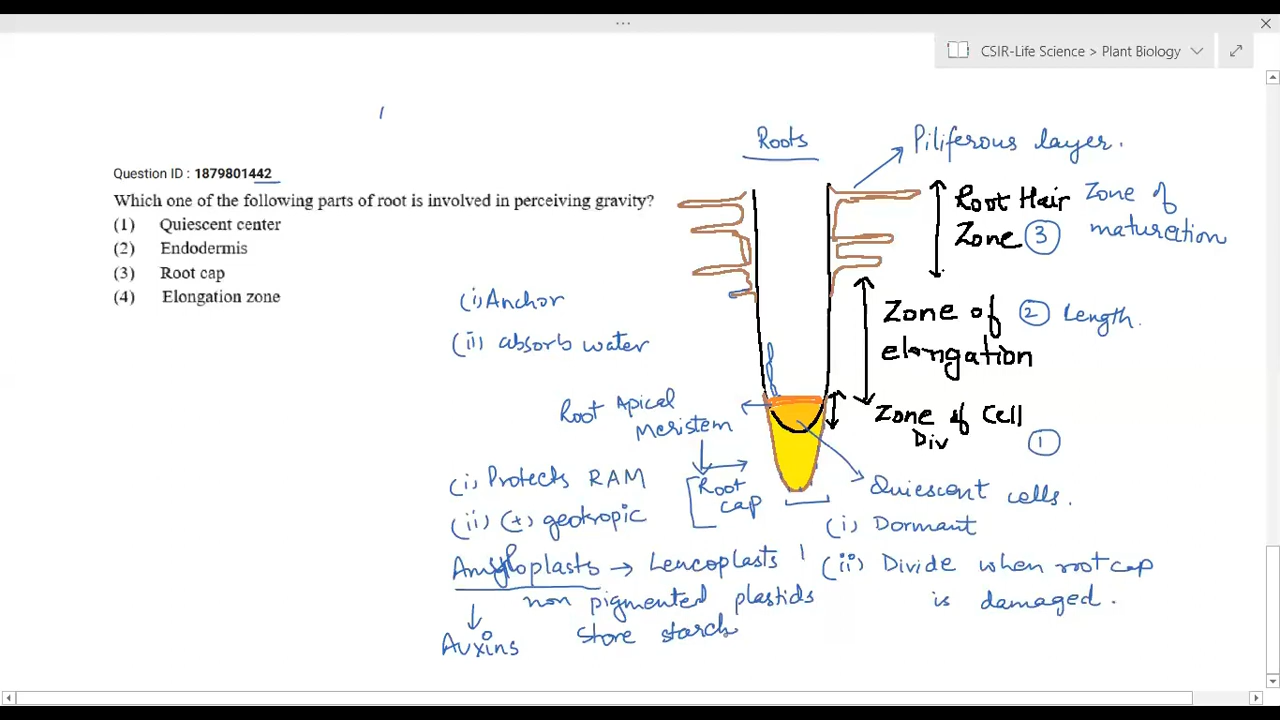 CSIR-Life Science > Plant Biology
Question ID : 1879801442
Which one of the following parts of root is involved in perceiving gravity?
(1) Quiescent center
(2) Endodermis
(3) Root cap
(4) Elongation zone
(i) Anchor
(ii) absorb water
Roots
Piliferous layer.
Root Hair Zone of
Zone (3) maturation
Zone of (2) Length.
elongation
Zone of Cell
Div (1)
Root Apical
Meristem
Root
cap
(i) Protects RAM
(ii) (+) geotropic
Amyloplasts → Leucoplasts
non pigmented plastids
store starch
Auxins
Quiescent cells.
(i) Dormant
(ii) Divide when root cap
is damaged.